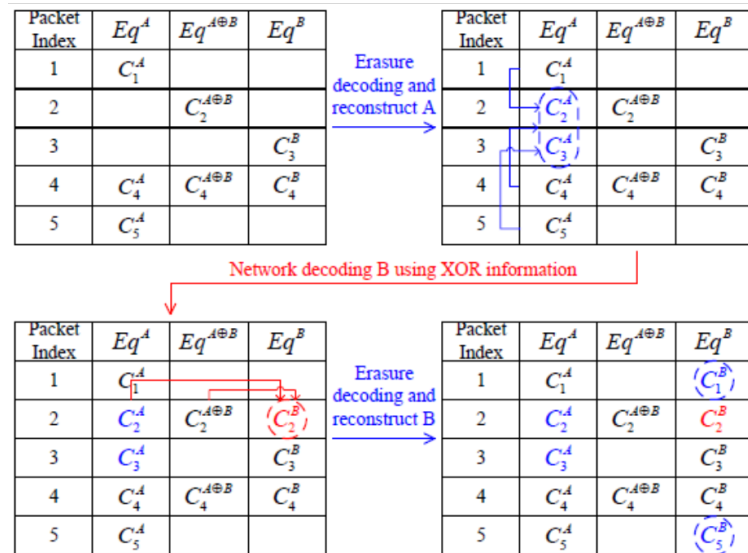 Packet Index Eq^A Eq^{A⊕B} Eq^B
1 C_1^A
2 C_2^{A⊕B}
3 C_3^B
4 C_4^A C_4^{A⊕B} C_4^B
5 C_5^A
Erasure
decoding and
reconstruct A
Packet Index Eq^A Eq^{A⊕B} Eq^B
1 C_1^A
2 C_2^A C_2^{A⊕B}
3 C_3^A C_3^B
4 C_4^A C_4^{A⊕B} C_4^B
5 C_5^A
Network decoding B using XOR information
Packet Index Eq^A Eq^{A⊕B} Eq^B
1 C_1^A
2 C_2^A C_2^{A⊕B} C_2^B
3 C_3^A C_3^B
4 C_4^A C_4^{A⊕B} C_4^B
5 C_5^A
Erasure
decoding and
reconstruct B
Packet Index Eq^A Eq^{A⊕B} Eq^B
1 C_1^A C_1^B
2 C_2^A C_2^{A⊕B} C_2^B
3 C_3^A C_3^B
4 C_4^A C_4^{A⊕B} C_4^B
5 C_5^A C_5^B